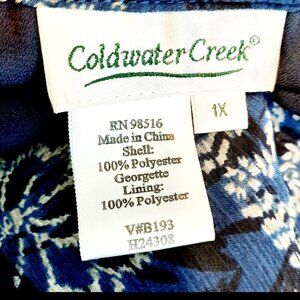 Coldwater Creek®
1X
RN 98516
Made in China
Shell:
100% Polyester
Georgette
Lining:
100% Polyester
V#B193
H24308